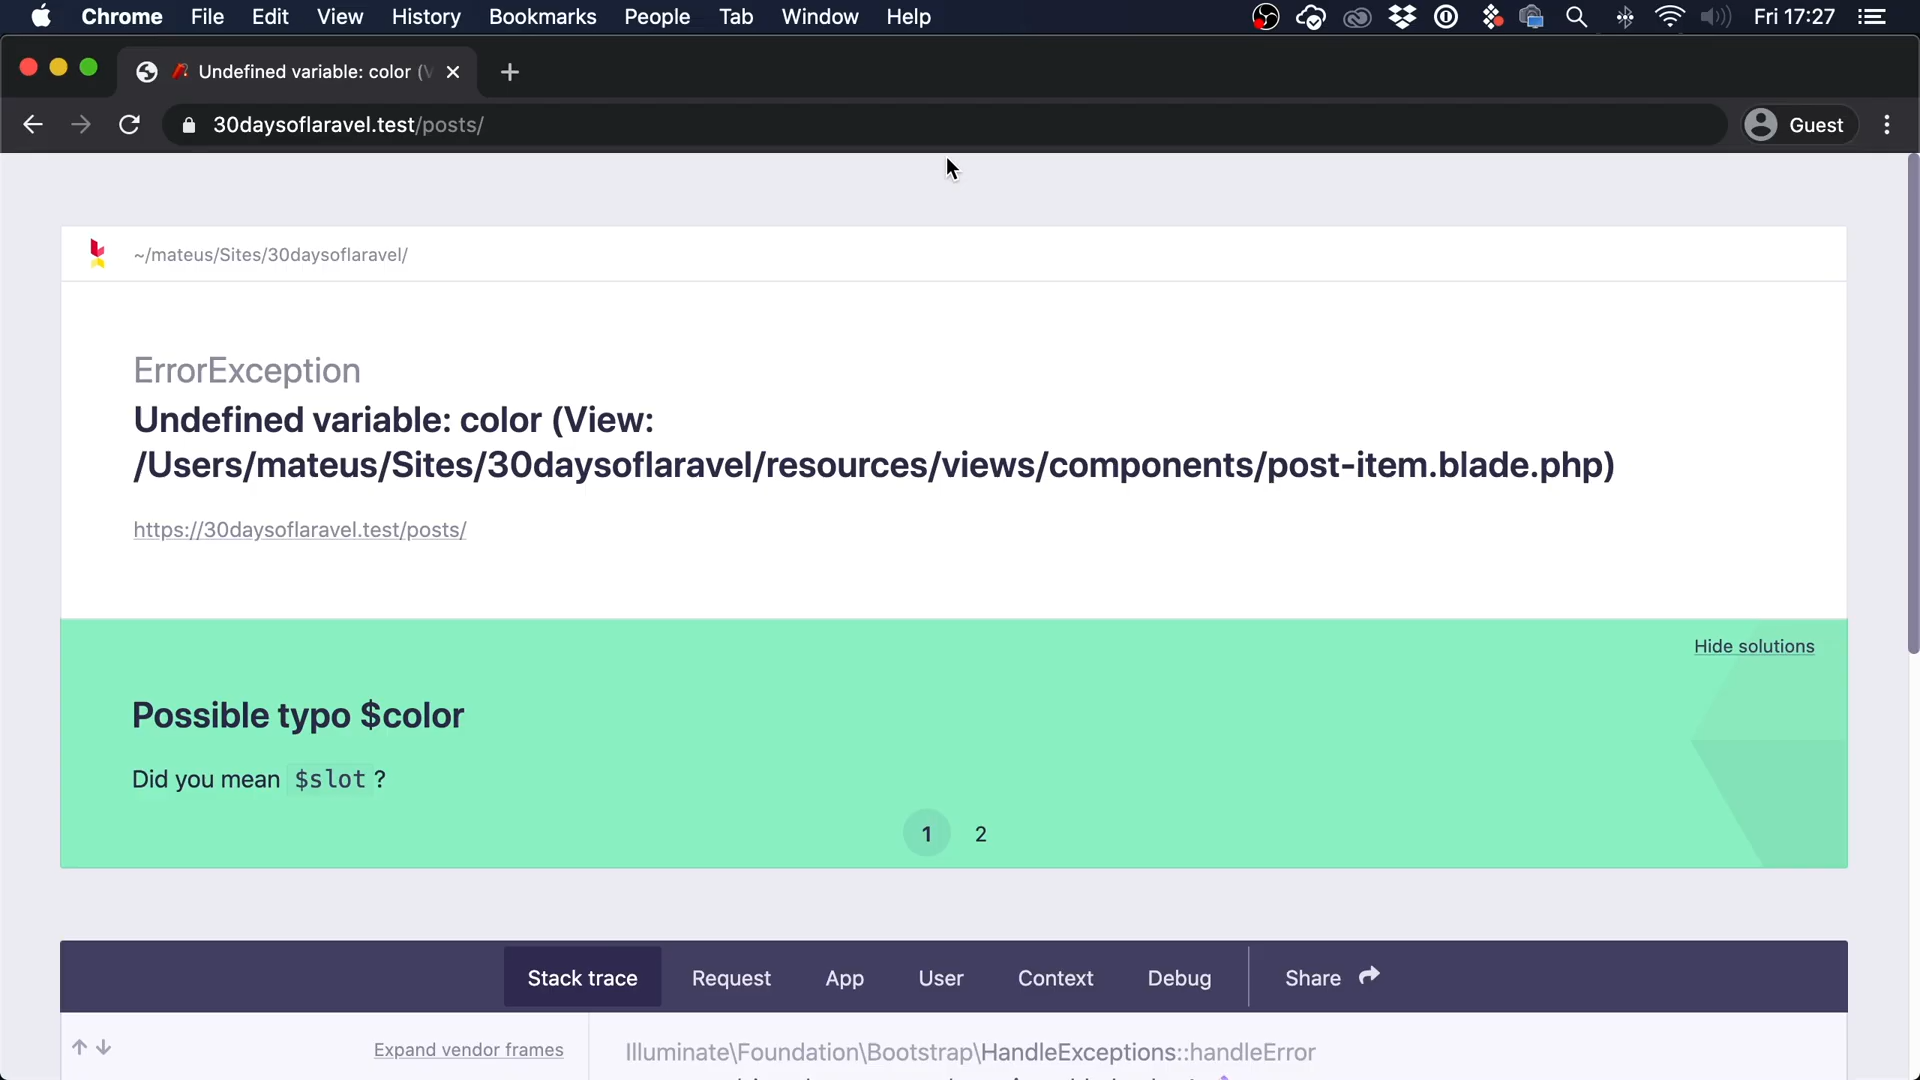 Chrome File Edit View History Bookmarks People Tab Window Help Fri 17:27
Undefined variable: color (V
30daysoflaravel.test/posts/ Guest
~/mateus/Sites/30daysoflaravel/
ErrorException
Undefined variable: color (View:
/Users/mateus/Sites/30daysoflaravel/resources/views/components/post-item.blade.php)
https://30daysoflaravel.test/posts/
Hide solutions
Possible typo $color
Did you mean $slot ?
1 2
Stack trace Request App User Context Debug Share
Expand vendor frames Illuminate\Foundation\Bootstrap\HandleExceptions::handleError